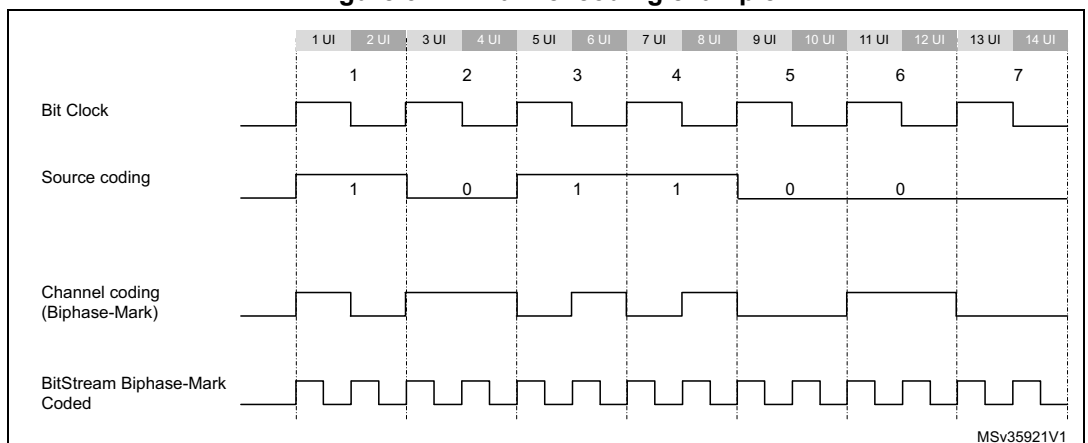 1 UI 2 UI 3 UI 4 UI 5 UI 6 UI 7 UI 8 UI 9 UI 10 UI 11 UI 12 UI 13 UI 14 UI
1 2 3 4 5 6 7
Bit Clock
Source coding
1 0 1 1 0 0
Channel coding
(Biphase-Mark)
BitStream Biphase-Mark
Coded
MSv35921V1